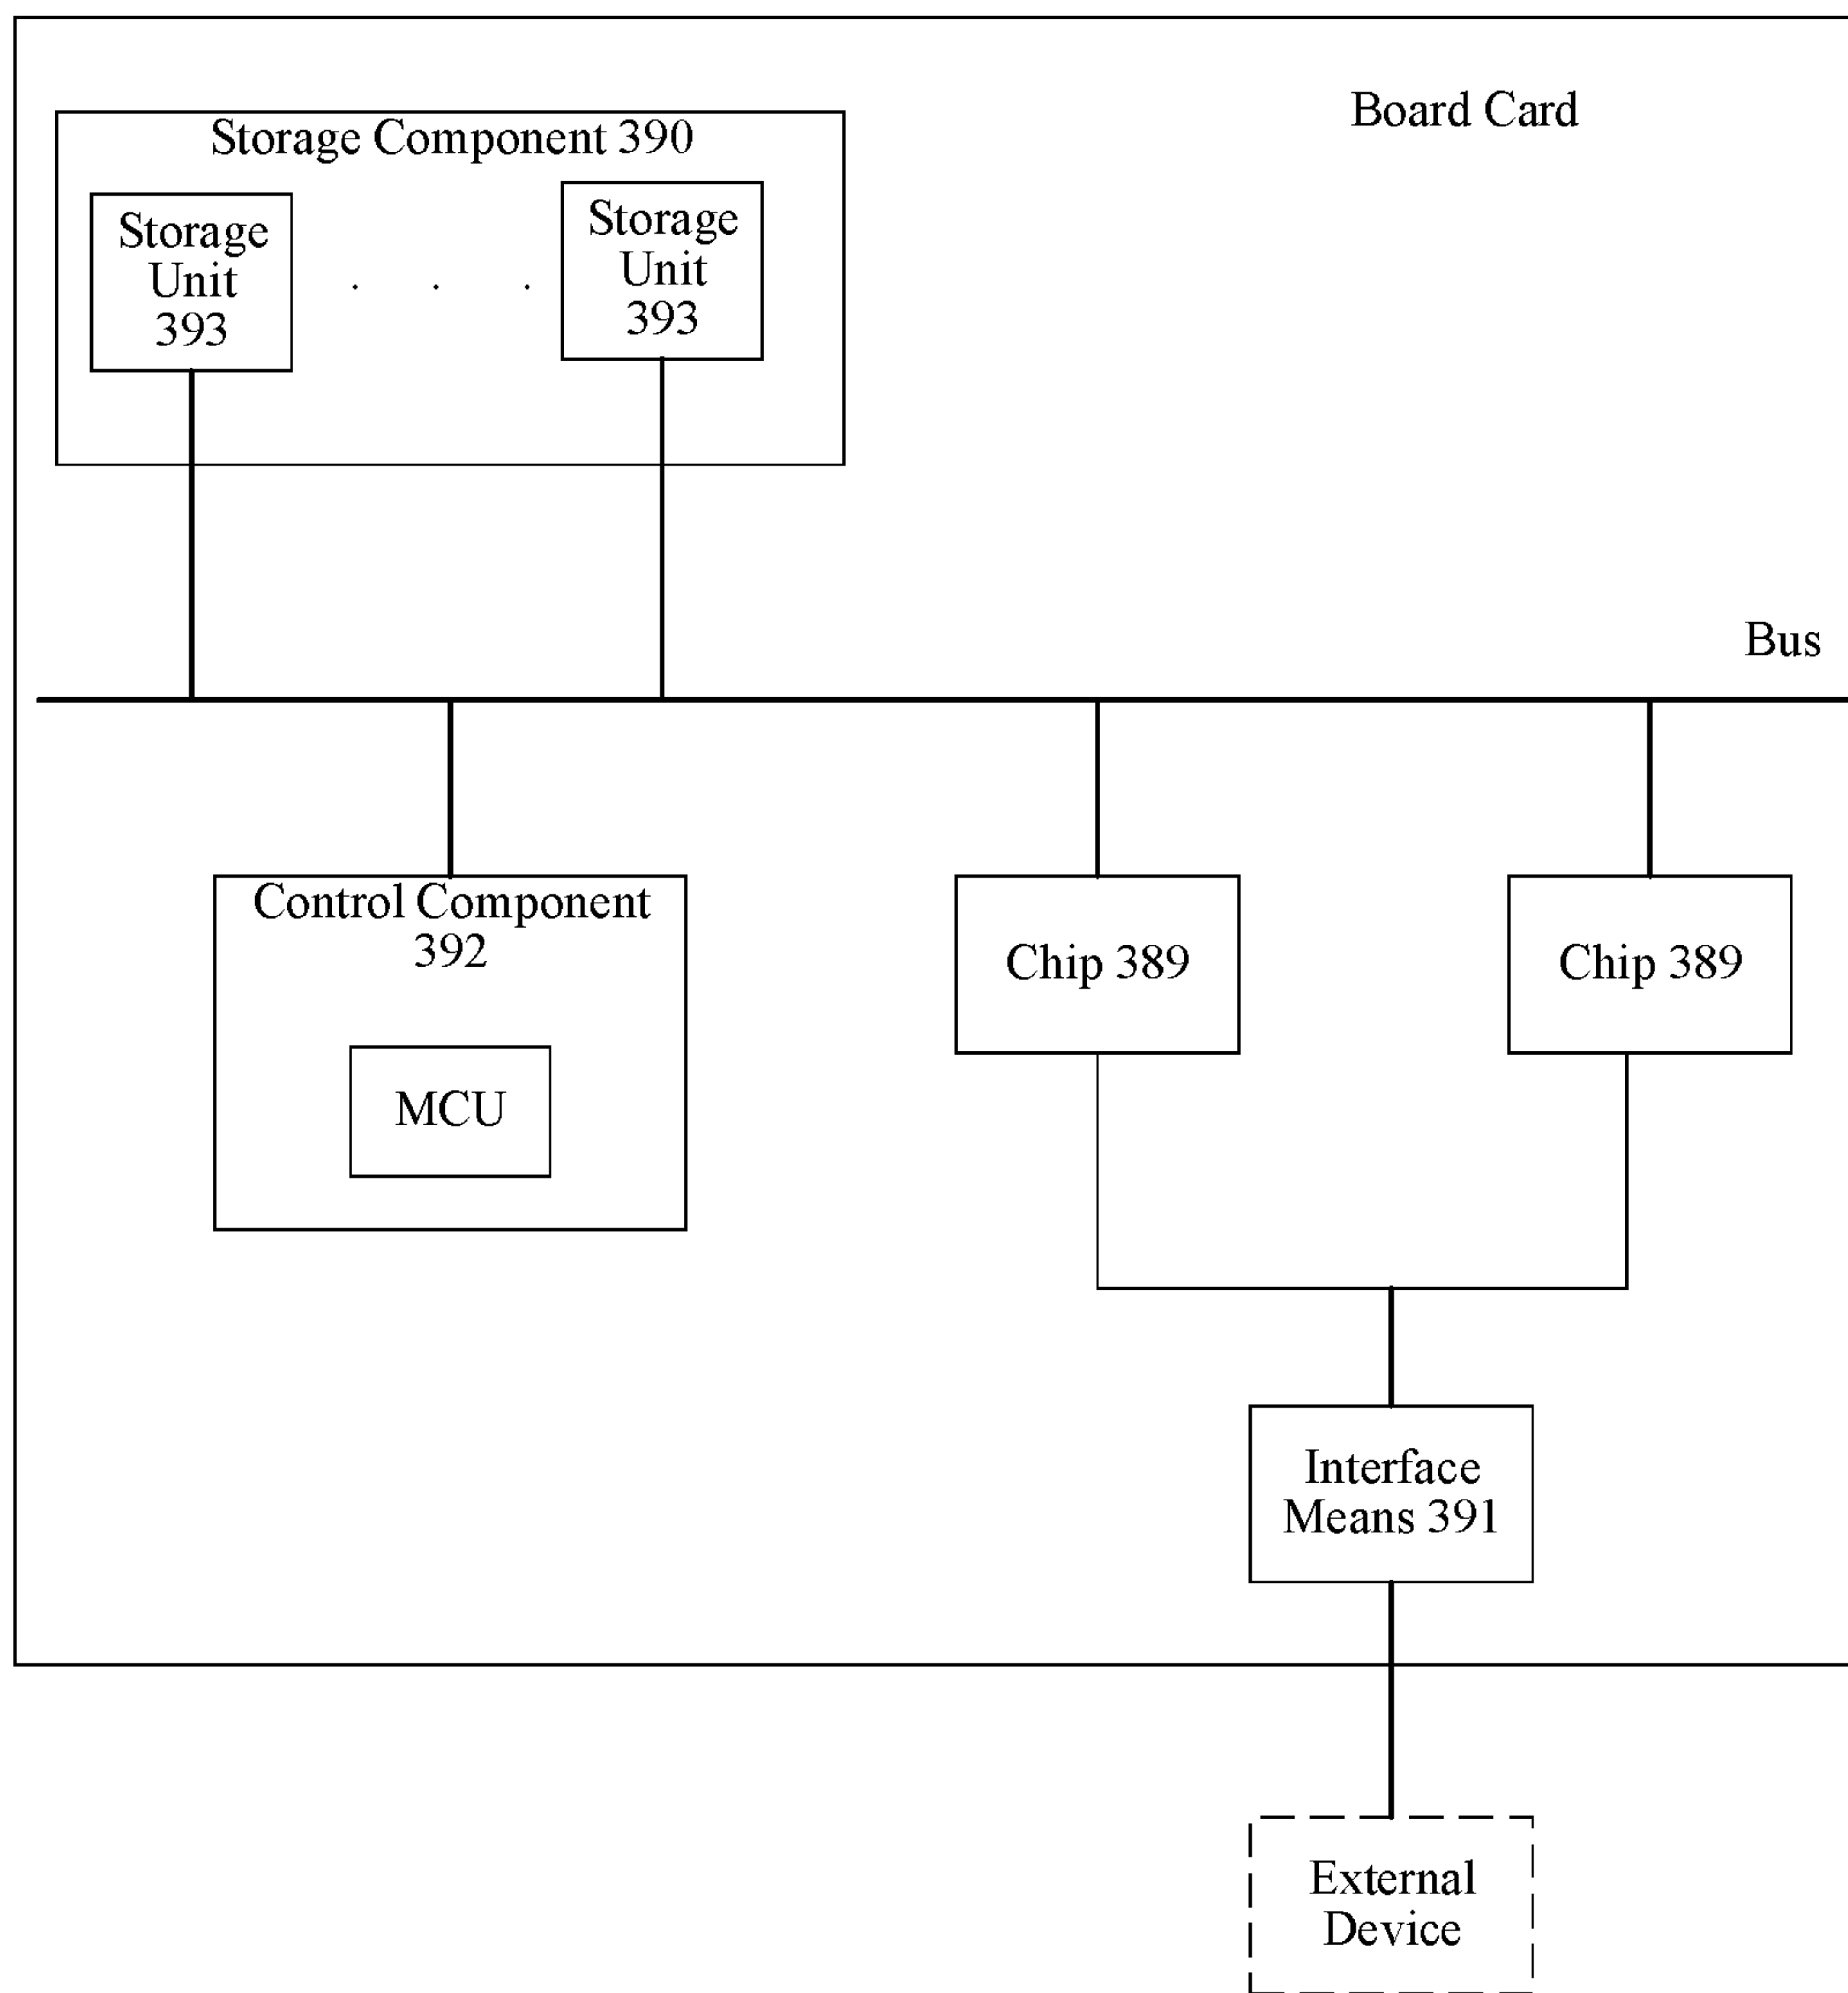 Board Card
Storage Component 390
Storage
Unit
393
. . .
Storage
Unit
393
Bus
Control Component
392
MCU
Chip 389
Chip 389
Interface
Means 391
External
Device